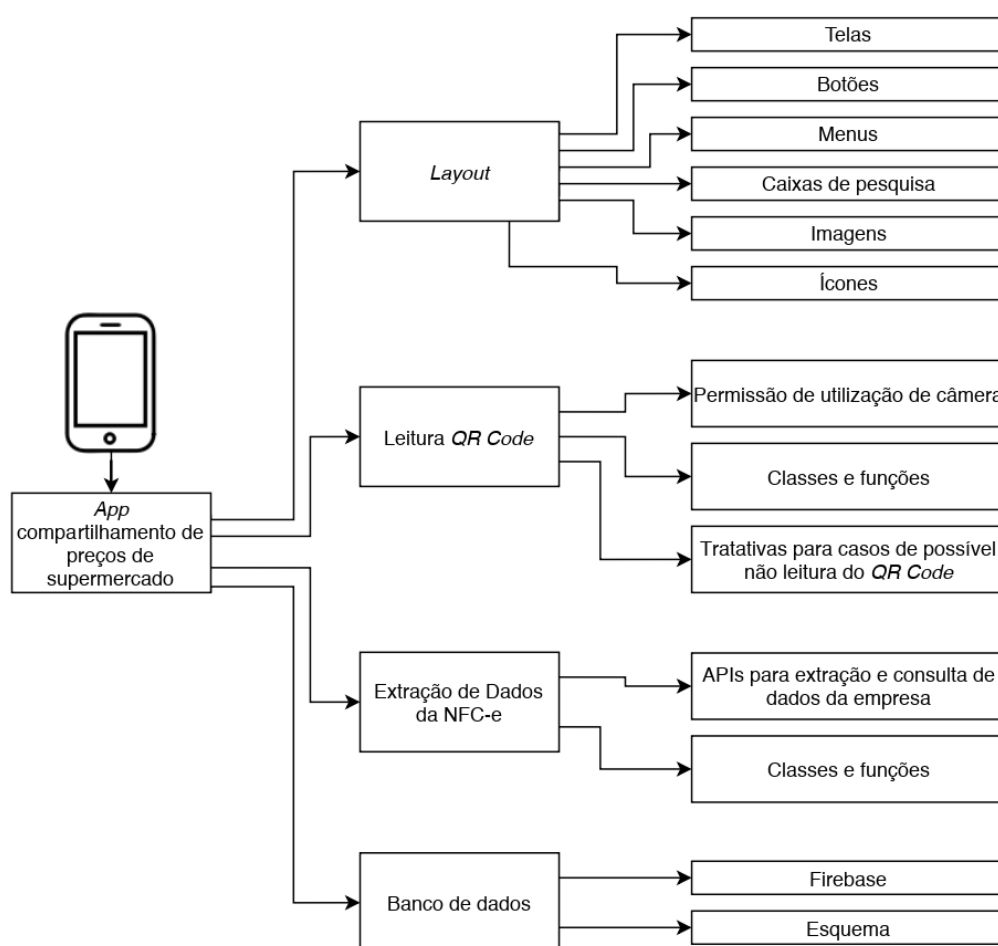 Telas
Botões
Menus
Layout
Caixas de pesquisa
Imagens
Ícones
Permissão de utilização de câmera
Leitura QR Code
Classes e funções
App
compartilhamento de
preços de
supermercado
Tratativas para casos de possível
não leitura do QR Code
APIs para extração e consulta de
dados da empresa
Extração de Dados
da NFC-e
Classes e funções
Firebase
Banco de dados
Esquema